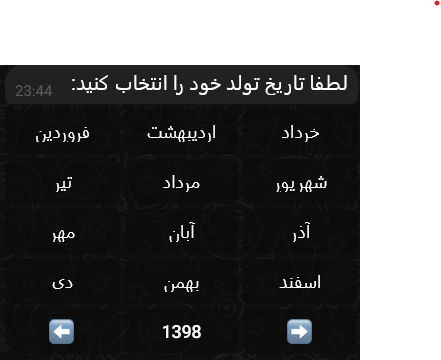 لطفا تاریخ تولد خود را انتخاب کنید:
23:44
فروردین اردیبهشت خرداد
تیر مرداد شهریور
مهر آبان آذر
دی بهمن اسفند
1398